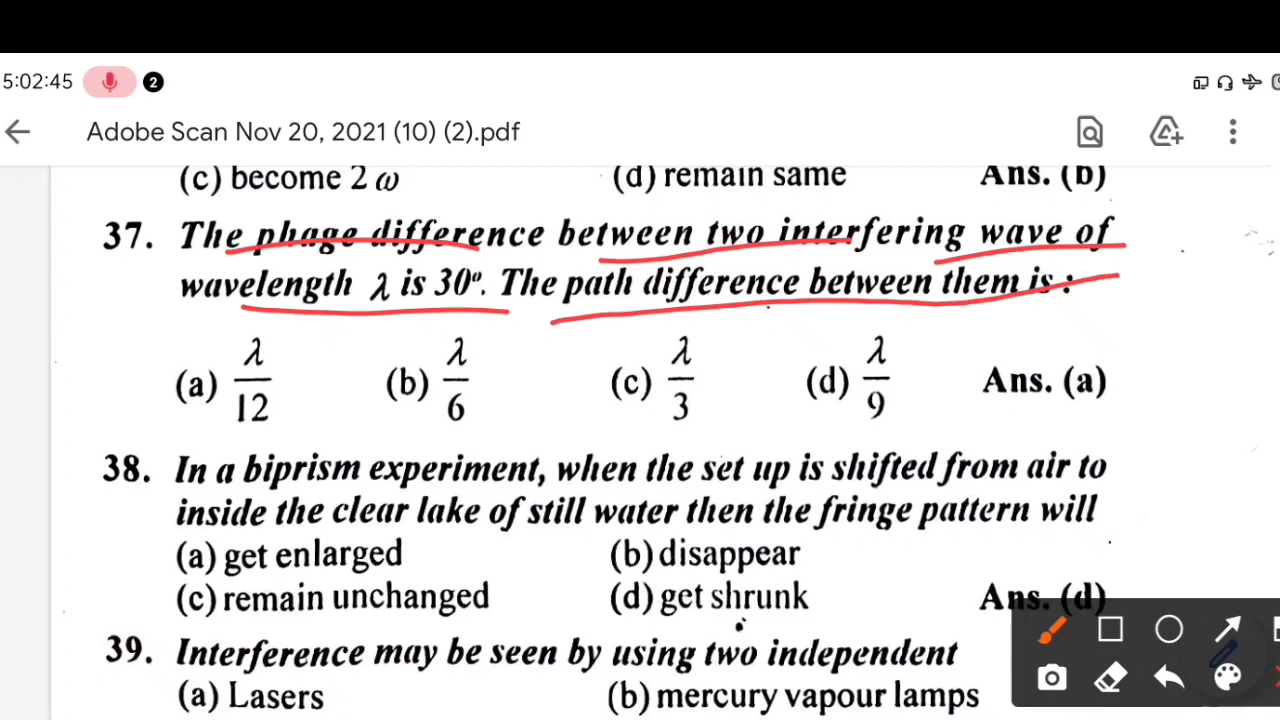 5:02:45 2
Adobe Scan Nov 20, 2021 (10) (2).pdf
(c) become 2 ω (d) remain same Ans. (b)
37. The phage difference between two interfering wave of
wavelength λ is 30°. The path difference between them is :
(a) λ/12 (b) λ/6 (c) λ/3 (d) λ/9 Ans. (a)
38. In a biprism experiment, when the set up is shifted from air to
inside the clear lake of still water then the fringe pattern will
(a) get enlarged (b) disappear
(c) remain unchanged (d) get shrunk Ans. (d)
39. Interference may be seen by using two independent
(a) Lasers (b) mercury vapour lamps